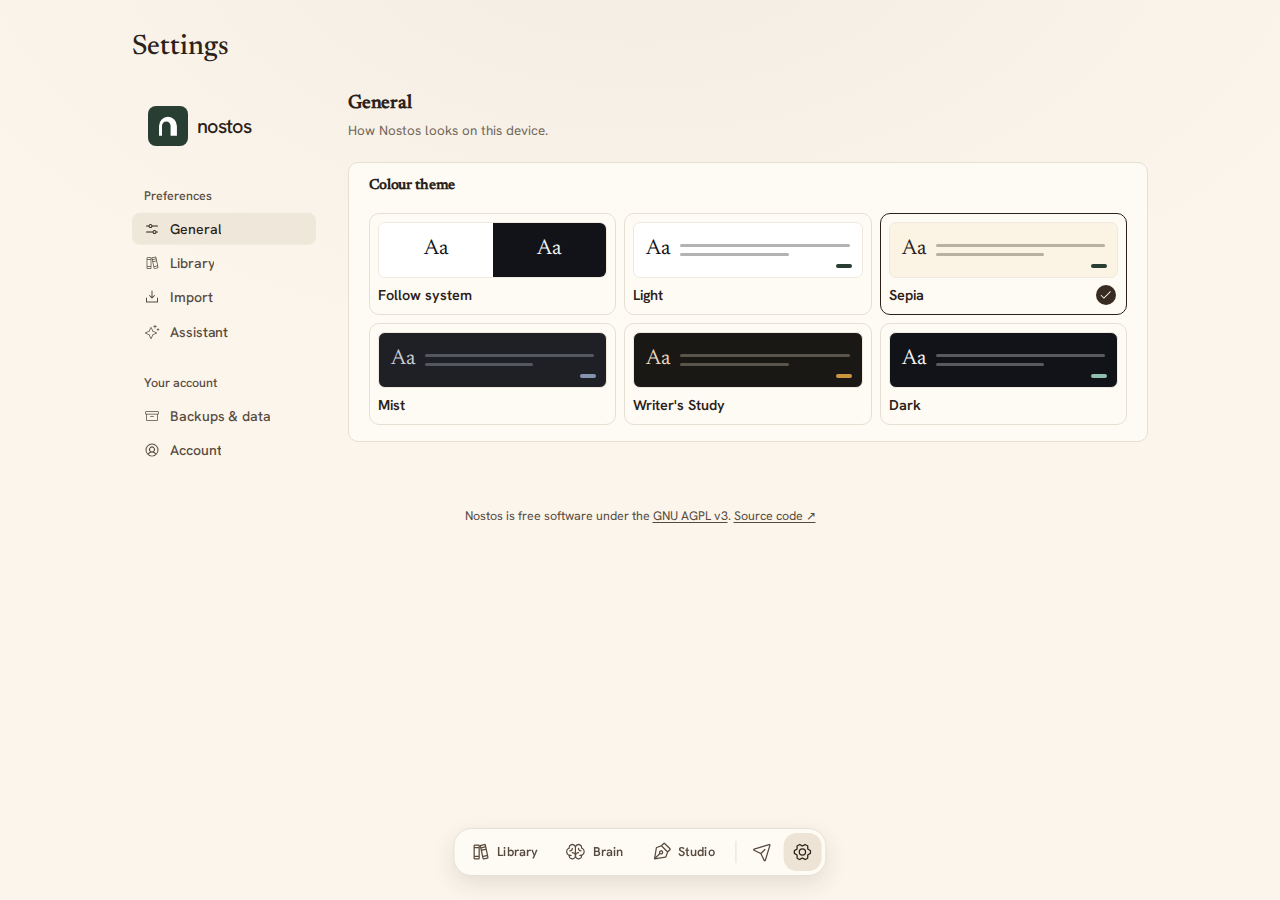 Settings
nostos
Preferences
General
Library
Import
Assistant
Your account
Backups & data
Account
General
How Nostos looks on this device.
Colour theme
Aa Aa
Follow system
Aa
Light
Aa
Sepia
Aa
Mist
Aa
Writer's Study
Aa
Dark
Nostos is free software under the GNU AGPL v3. Source code ↗
Library Brain Studio